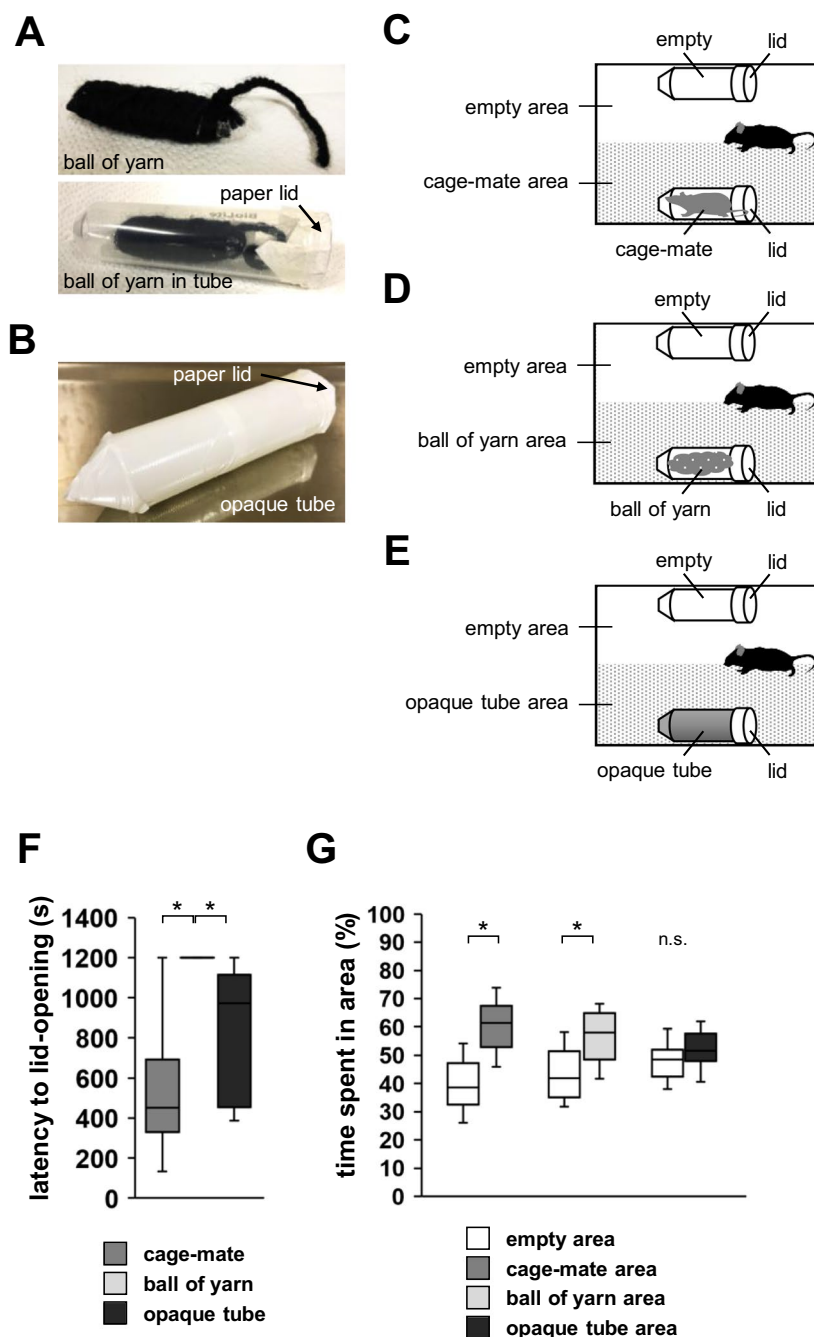 A
ball of yarn
paper lid
BioLite
ball of yarn in tube
B
paper lid
opaque tube
C
empty
lid
empty area
cage-mate area
cage-mate
lid
D
empty
lid
empty area
ball of yarn area
ball of yarn
lid
E
empty
lid
empty area
opaque tube area
opaque tube
lid
F
latency to lid-opening (s)
1400
1200
1000
800
600
400
200
0
* *
cage-mate
ball of yarn
opaque tube
G
time spent in area (%)
100
90
80
70
60
50
40
30
20
10
0
* * n.s.
empty area
cage-mate area
ball of yarn area
opaque tube area